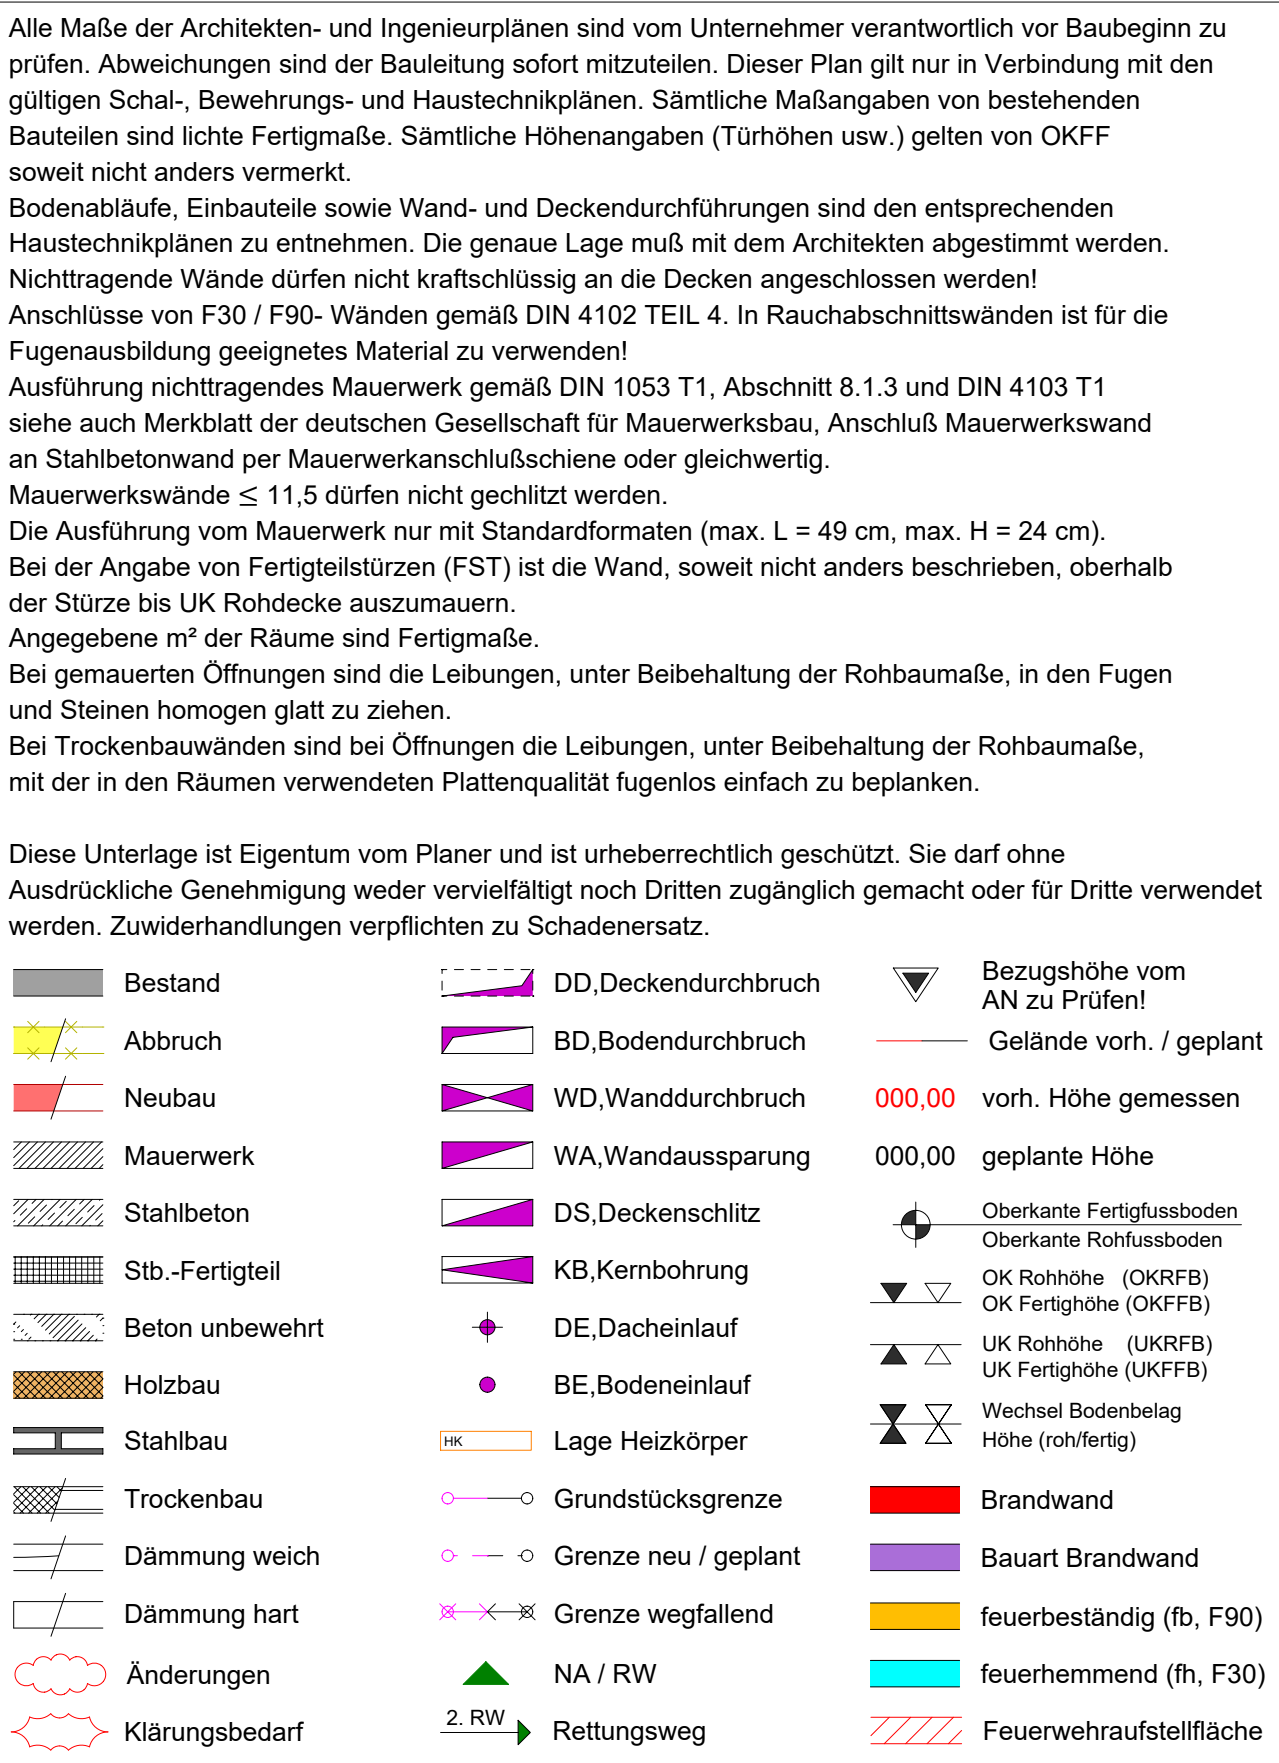 Alle Maße der Architekten- und Ingenieurplänen sind vom Unternehmer verantwortlich vor Baubeginn zu
prüfen. Abweichungen sind der Bauleitung sofort mitzuteilen. Dieser Plan gilt nur in Verbindung mit den
gültigen Schal-, Bewehrungs- und Haustechnikplänen. Sämtliche Maßangaben von bestehenden
Bauteilen sind lichte Fertigmaße. Sämtliche Höhenangaben (Türhöhen usw.) gelten von OKFF
soweit nicht anders vermerkt.
Bodenabläufe, Einbauteile sowie Wand- und Deckendurchführungen sind den entsprechenden
Haustechnikplänen zu entnehmen. Die genaue Lage muß mit dem Architekten abgestimmt werden.
Nichttragende Wände dürfen nicht kraftschlüssig an die Decken angeschlossen werden!
Anschlüsse von F30 / F90- Wänden gemäß DIN 4102 TEIL 4. In Rauchabschnittswänden ist für die
Fugenausbildung geeignetes Material zu verwenden!
Ausführung nichttragendes Mauerwerk gemäß DIN 1053 T1, Abschnitt 8.1.3 und DIN 4103 T1
siehe auch Merkblatt der deutschen Gesellschaft für Mauerwerksbau, Anschluß Mauerwerkswand
an Stahlbetonwand per Mauerwerkanschlußschiene oder gleichwertig.
Mauerwerkswände ≤ 11,5 dürfen nicht gechlitzt werden.
Die Ausführung vom Mauerwerk nur mit Standardformaten (max. L = 49 cm, max. H = 24 cm).
Bei der Angabe von Fertigteilstürzen (FST) ist die Wand, soweit nicht anders beschrieben, oberhalb
der Stürze bis UK Rohdecke auszumauern.
Angegebene m² der Räume sind Fertigmaße.
Bei gemauerten Öffnungen sind die Leibungen, unter Beibehaltung der Rohbaumaße, in den Fugen
und Steinen homogen glatt zu ziehen.
Bei Trockenbauwänden sind bei Öffnungen die Leibungen, unter Beibehaltung der Rohbaumaße,
mit der in den Räumen verwendeten Plattenqualität fugenlos einfach zu beplanken.
Diese Unterlage ist Eigentum vom Planer und ist urheberrechtlich geschützt. Sie darf ohne
Ausdrückliche Genehmigung weder vervielfältigt noch Dritten zugänglich gemacht oder für Dritte verwendet
werden. Zuwiderhandlungen verpflichten zu Schadenersatz.
Bestand
Abbruch
Neubau
Mauerwerk
Stahlbeton
Stb.-Fertigteil
Beton unbewehrt
Holzbau
Stahlbau
Trockenbau
Dämmung weich
Dämmung hart
Änderungen
Klärungsbedarf
DD,Deckendurchbruch
BD,Bodendurchbruch
WD,Wanddurchbruch
WA,Wandaussparung
DS,Deckenschlitz
KB,Kernbohrung
DE,Dacheinlauf
BE,Bodeneinlauf
HK Lage Heizkörper
Grundstücksgrenze
Grenze neu / geplant
Grenze wegfallend
NA / RW
2. RW Rettungsweg
Bezugshöhe vom
AN zu Prüfen!
Gelände vorh. / geplant
000,00 vorh. Höhe gemessen
000,00 geplante Höhe
Oberkante Fertigfussboden
Oberkante Rohfussboden
OK Rohhöhe (OKRFB)
OK Fertighöhe (OKFFB)
UK Rohhöhe (UKRFB)
UK Fertighöhe (UKFFB)
Wechsel Bodenbelag
Höhe (roh/fertig)
Brandwand
Bauart Brandwand
feuerbeständig (fb, F90)
feuerhemmend (fh, F30)
Feuerwehraufstellfläche